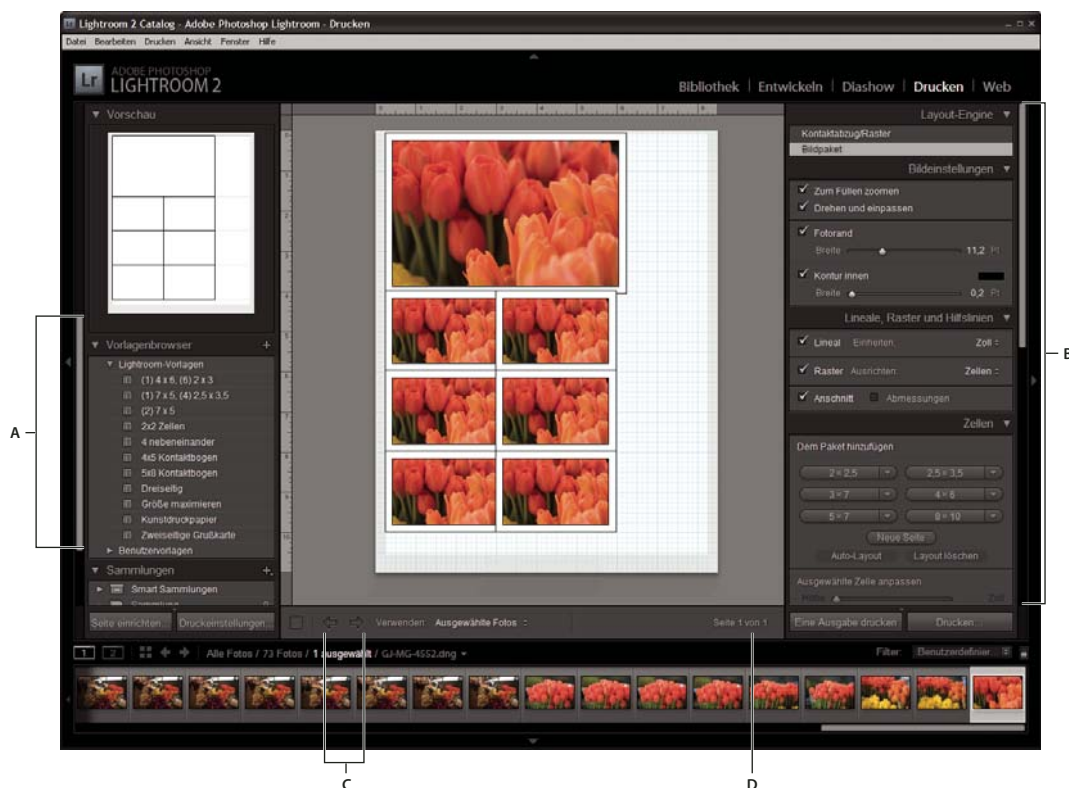 Lightroom 2 Catalog - Adobe Photoshop Lightroom - Drucken
Datei Bearbeiten Drucken Ansicht Fenster Hilfe
Lr
ADOBE PHOTOSHOP
LIGHTROOM 2
Bibliothek | Entwickeln | Diashow | Drucken | Web
Vorschau
Vorlagenbrowser +
Lightroom-Vorlagen
(1) 4 x 6, (6) 2 x 3
(1) 7 x 5, (4) 2,5 x 3,5
(2) 7 x 5
2x2 Zellen
4 nebeneinander
4x5 Kontaktbogen
5x8 Kontaktbogen
Dreiseitig
Größe maximieren
Kunstdruckpapier
Zweiseitige Grußkarte
Benutzervorlagen
Sammlungen +
Smart Sammlungen
Sammlung
Seite einrichten... Druckeinstellungen...
Verwenden: Ausgewählte Fotos
Seite 1 von 1
Layout-Engine
Kontaktabzug/Raster
Bildpaket
Bildeinstellungen
Zum Füllen zoomen
Drehen und einpassen
Fotorand
Breite 11,2 Pt
Kontur innen
Breite 0,2 Pt
Lineale, Raster und Hilfslinien
Lineal Einheiten: Zoll
Raster Ausrichten: Zellen
Anschnitt Abmessungen
Zellen
Dem Paket hinzufügen
2 × 2,5 2,5 × 3,5
3 × 7 4 × 6
5 × 7 8 × 10
Neue Seite
Auto-Layout Layout löschen
Ausgewählte Zelle anpassen
Höhe Zoll
Eine Ausgabe drucken Drucken...
1 2 Alle Fotos / 73 Fotos / 1 ausgewählt / GJ-MG-4552.dng
Filter: Benutzerdefinier...
A
B
C
D